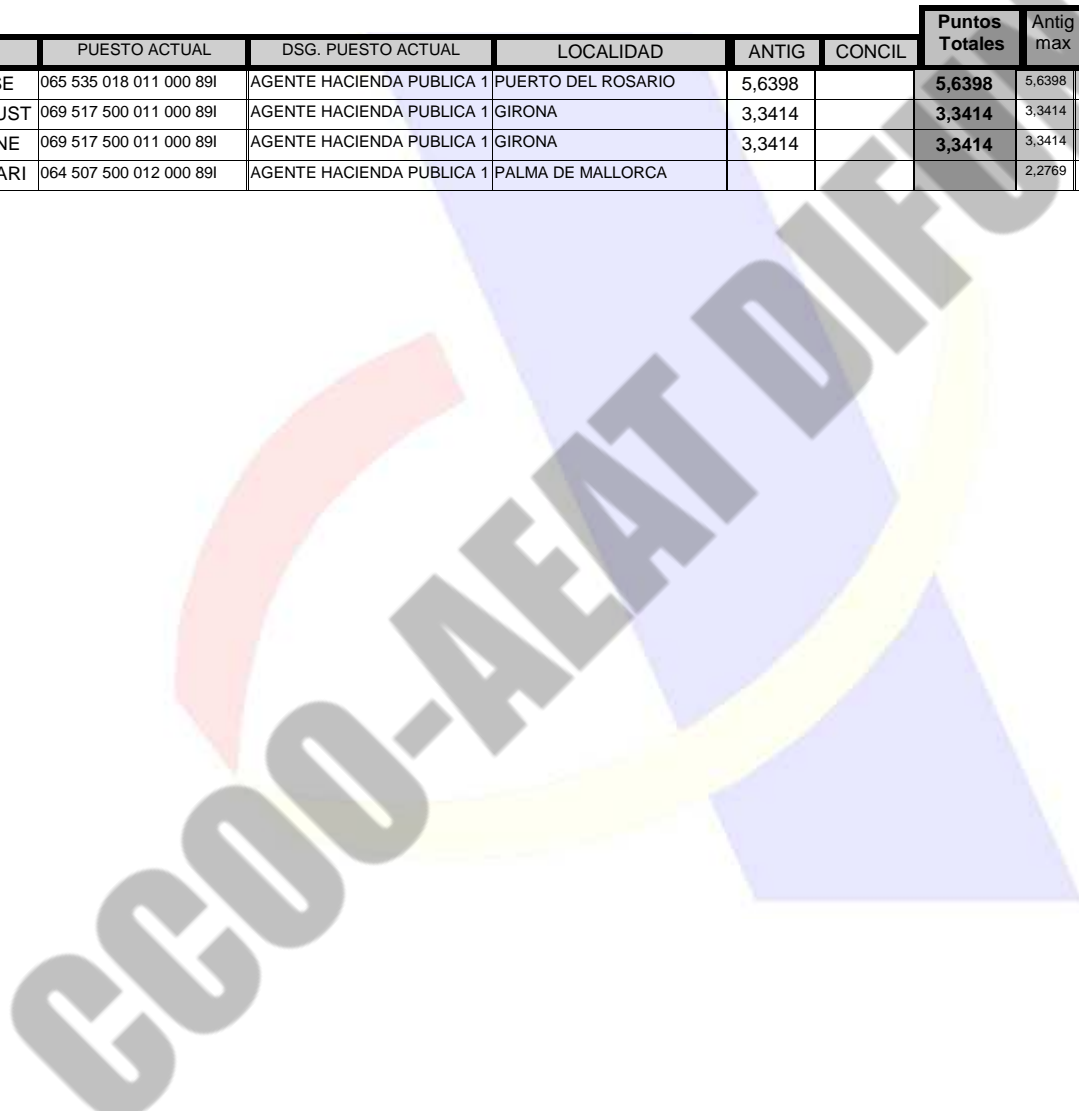 Puntos Totales Antig max
PUESTO ACTUAL DSG. PUESTO ACTUAL LOCALIDAD ANTIG CONCIL
SE 065 535 018 011 000 89I AGENTE HACIENDA PUBLICA 1 PUERTO DEL ROSARIO 5,6398 5,6398 5,6398
UST 069 517 500 011 000 89I AGENTE HACIENDA PUBLICA 1 GIRONA 3,3414 3,3414 3,3414
NE 069 517 500 011 000 89I AGENTE HACIENDA PUBLICA 1 GIRONA 3,3414 3,3414 3,3414
ARI 064 507 500 012 000 89I AGENTE HACIENDA PUBLICA 1 PALMA DE MALLORCA 2,2769
CCOO-AEAT DIFUN